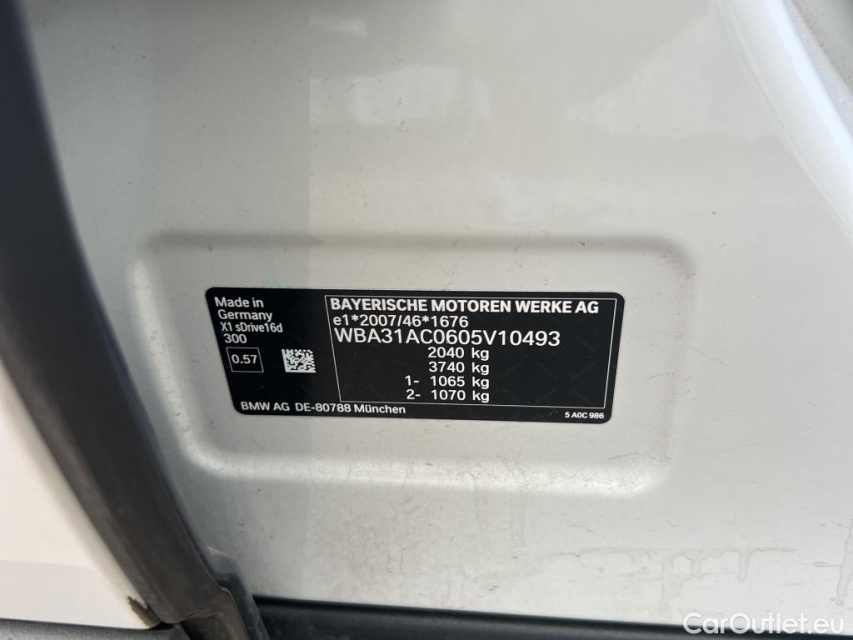 Made in
Germany
X1 sDrive16d
300
0.57
BAYERISCHE MOTOREN WERKE AG
e1*2007/46*1676
WBA31AC0605V10493
2040 kg
3740 kg
1- 1065 kg
2- 1070 kg
BMW AG DE-80788 München
5 A0C 986
CarOutlet.eu